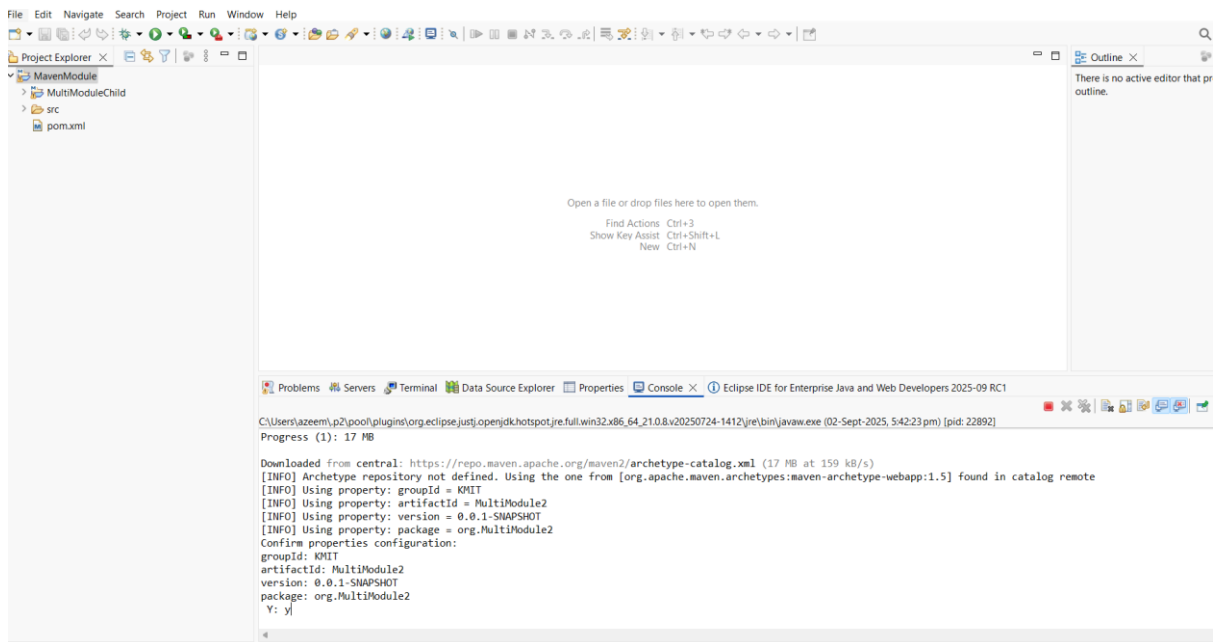 File Edit Navigate Search Project Run Window Help
Project Explorer
MavenModule
MultiModuleChild
src
pom.xml
Open a file or drop files here to open them.
Find Actions Ctrl+3
Show Key Assist Ctrl+Shift+L
New Ctrl+N
Outline
There is no active editor that pr
outline.
Problems Servers Terminal Data Source Explorer Properties Console Eclipse IDE for Enterprise Java and Web Developers 2025-09 RC1
C:\Users\azeem\.p2\pool\plugins\org.eclipse.justj.openjdk.hotspot.jre.full.win32.x86_64_21.0.8.v20250724-1412\jre\bin\javaw.exe (02-Sept-2025, 5:42:23 pm) [pid: 22892]
Progress (1): 17 MB
Downloaded from central: https://repo.maven.apache.org/maven2/archetype-catalog.xml (17 MB at 159 kB/s)
[INFO] Archetype repository not defined. Using the one from [org.apache.maven.archetypes:maven-archetype-webapp:1.5] found in catalog remote
[INFO] Using property: groupId = KMIT
[INFO] Using property: artifactId = MultiModule2
[INFO] Using property: version = 0.0.1-SNAPSHOT
[INFO] Using property: package = org.MultiModule2
Confirm properties configuration:
groupId: KMIT
artifactId: MultiModule2
version: 0.0.1-SNAPSHOT
package: org.MultiModule2
Y: y